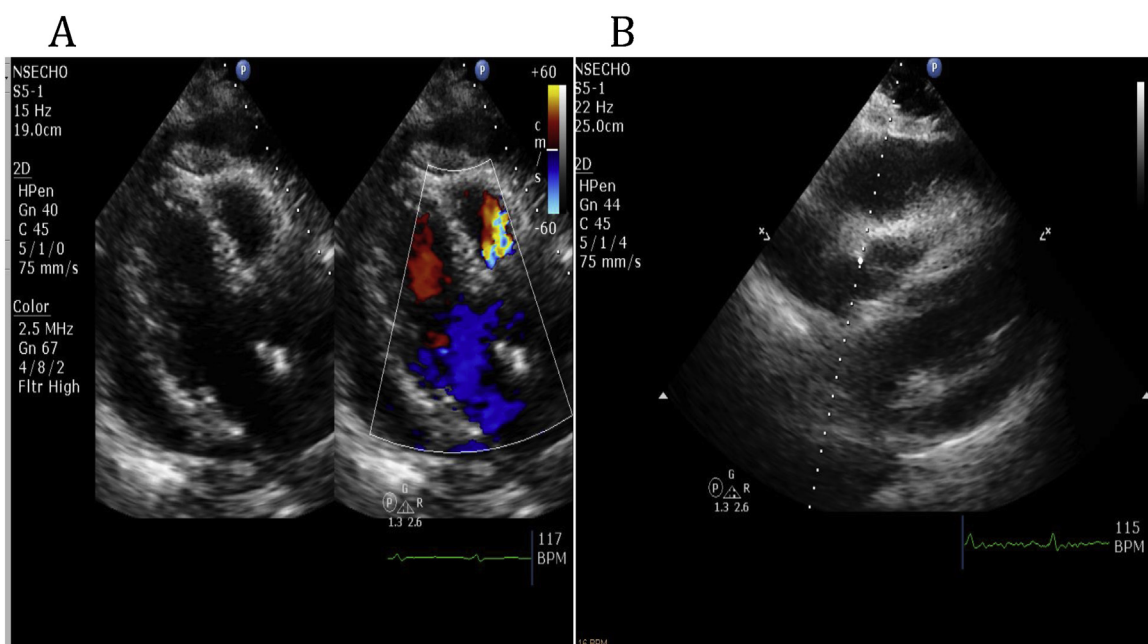 A
B
NSECHO
S5-1
15 Hz
19.0cm
2D
HPen
Gn 40
C 45
5/1/0
75 mm/s
Color
2.5 MHz
Gn 67
4/8/2
Fltr High
P
P
+60
c
m
/
s
-60
P
G
R
1.3 2.6
117
BPM
NSECHO
S5-1
22 Hz
25.0cm
2D
HPen
Gn 44
C 45
5/1/4
75 mm/s
P
X
X
P
G
R
1.3 2.6
115
BPM